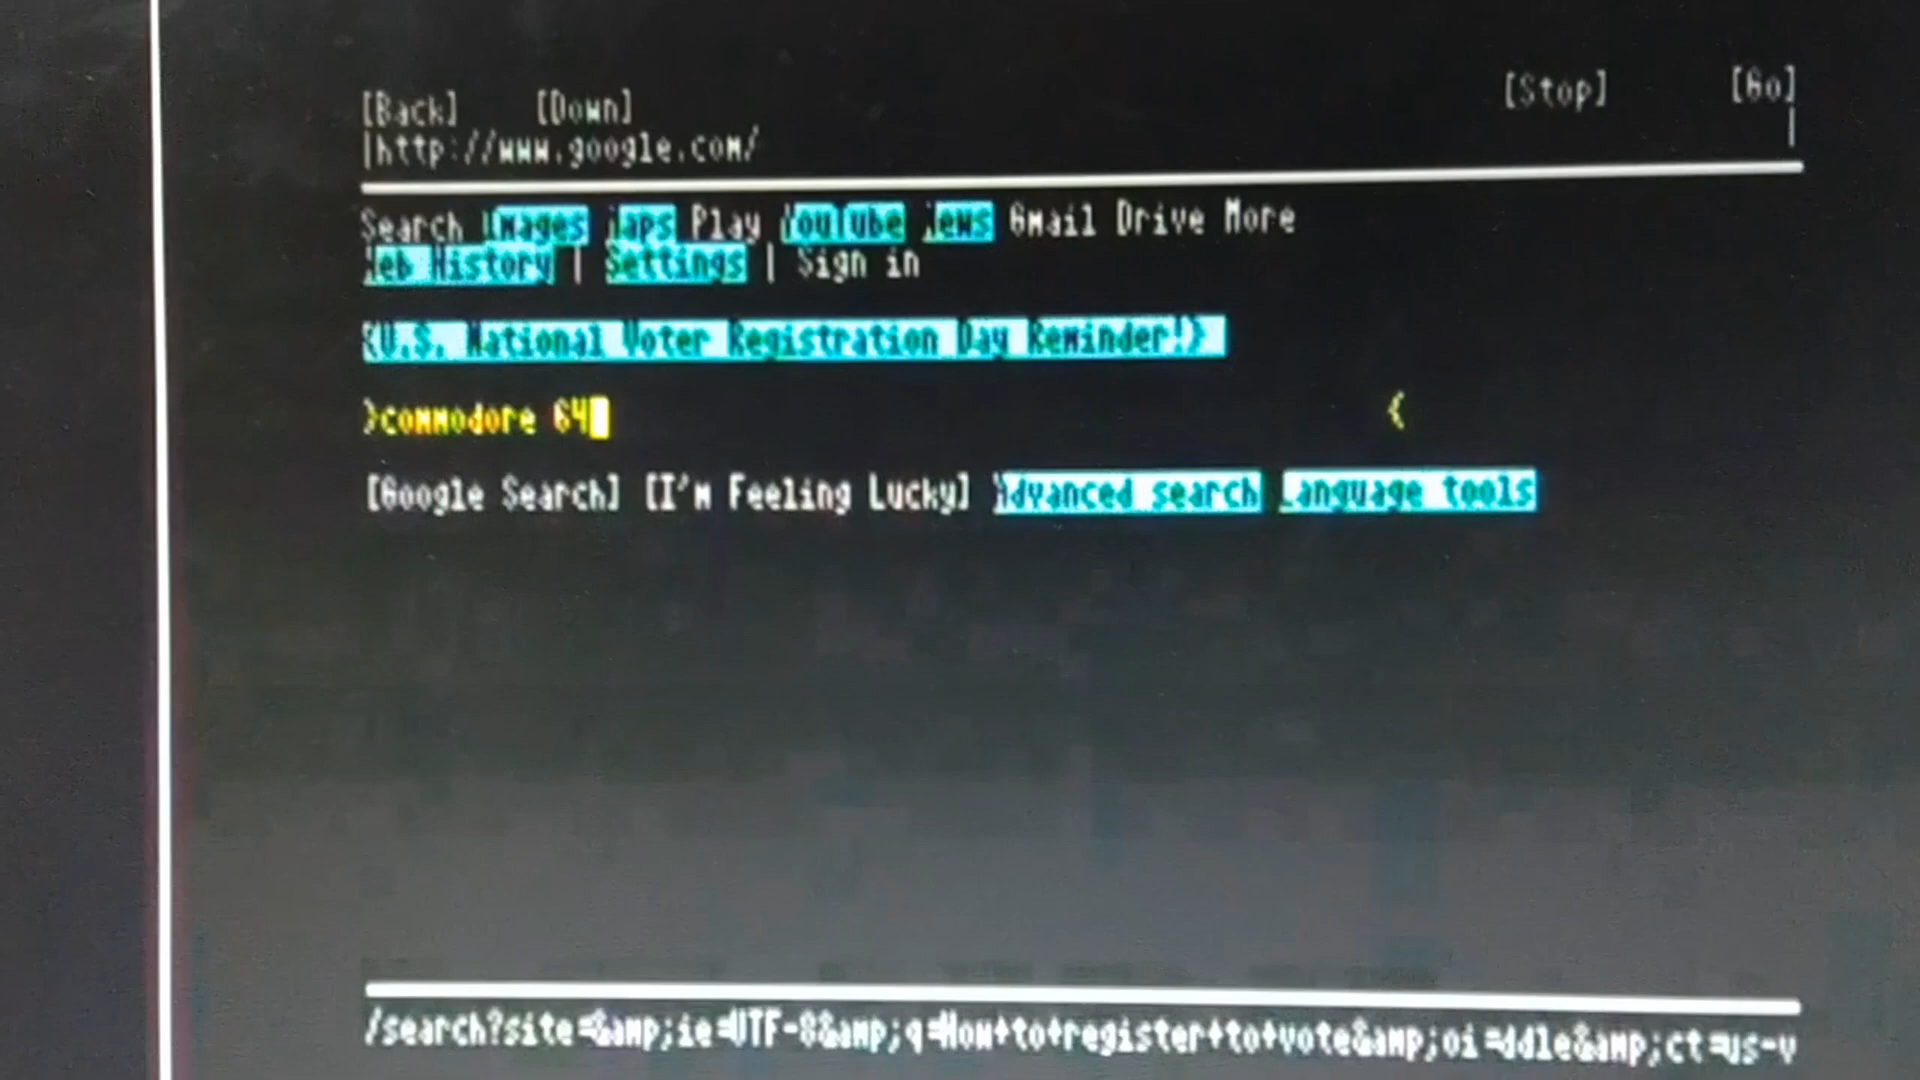 [Back] [Down] [Stop] [Go]
|http://www.google.com/ |
Search Images Maps Play YouTube News Gmail Drive More
Web History | Settings | Sign in
{U.S. National Voter Registration Day Reminder!}
}commodore 64 {
[Google Search] [I'm Feeling Lucky] Advanced search Language tools
/search?site=&amp;ie=UTF-8&amp;q=How+to+register+to+vote&amp;oi=ddle&amp;ct=us-v